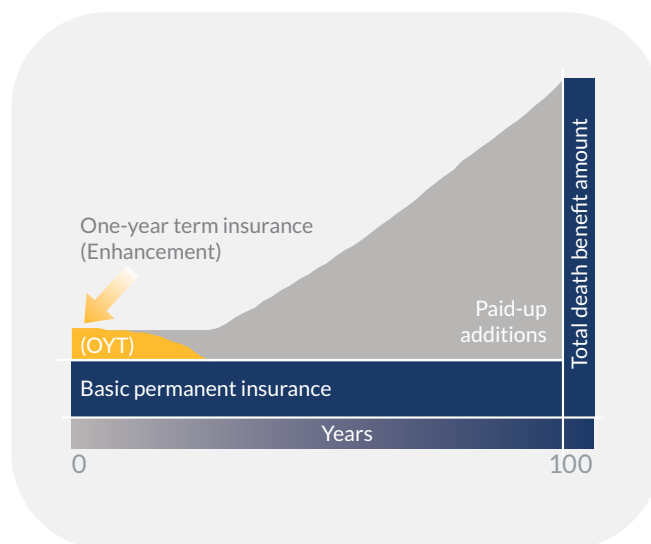 One-year term insurance
(Enhancement)
(OYT)
Paid-up
additions
Total death benefit amount
Basic permanent insurance
Years
0
100